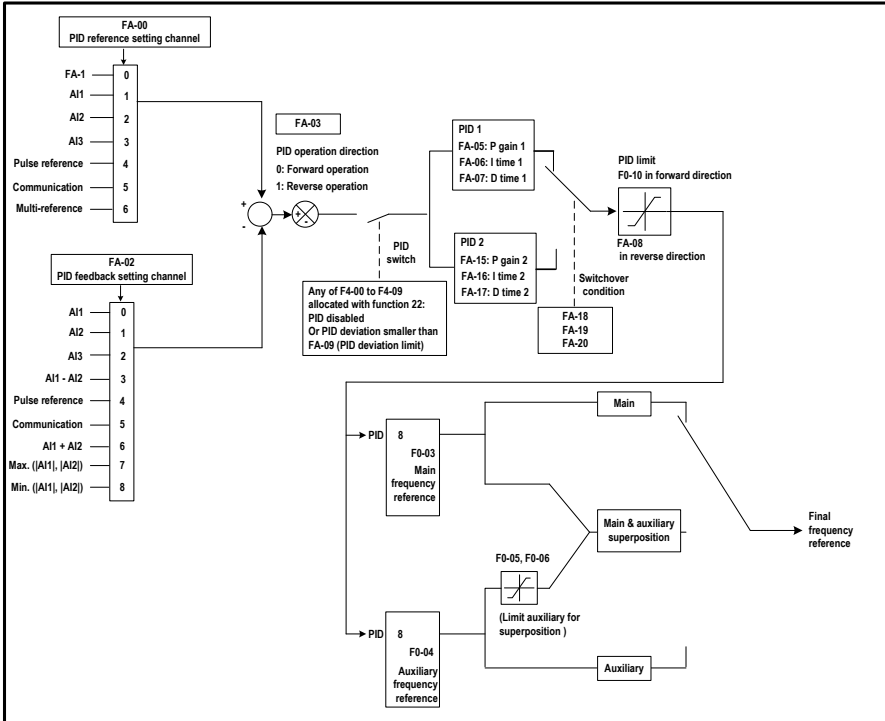 FA-00
PID reference setting channel
FA-1
0
AI1
1
AI2
2
AI3
3
Pulse reference
4
Communication
5
Multi-reference
6
+
-
FA-02
PID feedback setting channel
AI1
0
AI2
1
AI3
2
AI1 - AI2
3
Pulse reference
4
Communication
5
AI1 + AI2
6
Max. (|AI1|, |AI2|)
7
Min. (|AI1|, |AI2|)
8
FA-03
PID operation direction
0: Forward operation
1: Reverse operation
+
-
PID
switch
Any of F4-00 to F4-09
allocated with function 22:
PID disabled
Or PID deviation smaller than
FA-09 (PID deviation limit)
PID 1
FA-05: P gain 1
FA-06: I time 1
FA-07: D time 1
PID 2
FA-15: P gain 2
FA-16: I time 2
FA-17: D time 2
Switchover
condition
FA-18
FA-19
FA-20
PID limit
F0-10 in forward direction
FA-08
in reverse direction
PID
8
F0-03
Main
frequency
reference
PID
8
F0-04
Auxiliary
frequency
reference
F0-05, F0-06
(Limit auxiliary for
superposition )
Main
Main & auxiliary
superposition
Auxiliary
Final
frequency
reference